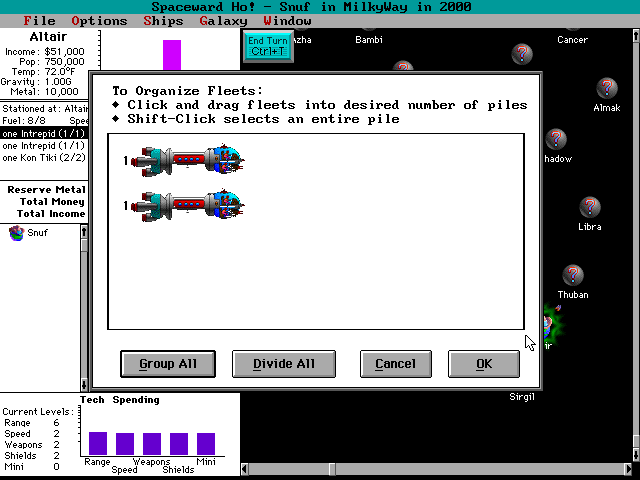 Spaceward Ho! - Snuf in MilkyWay in 2000
File Options Ships Galaxy Window
Altair
Income: $51,000
Pop: 750,000
Temp: 72.0°F
Gravity: 1.00G
Metal: 10,000
End Turn
Ctrl+T
Bambi
Cancer
Almak
Libra
Thuban
Sirgil
Stationed at: Altair
Fuel: 8/8 Spee
one Intrepid (1/1)
one Intrepid (1/1)
one Kon Tiki (2/2)
Reserve Metal
Total Money
Total Income
Snuf
To Organize Fleets:
◆ Click and drag fleets into desired number of piles
◆ Shift-Click selects an entire pile
1
1
Group All Divide All Cancel OK
Tech Spending
Current Levels:
Range 6
Speed 2
Weapons 2
Shields 2
Mini 0
Range Weapons Mini
Speed Shields